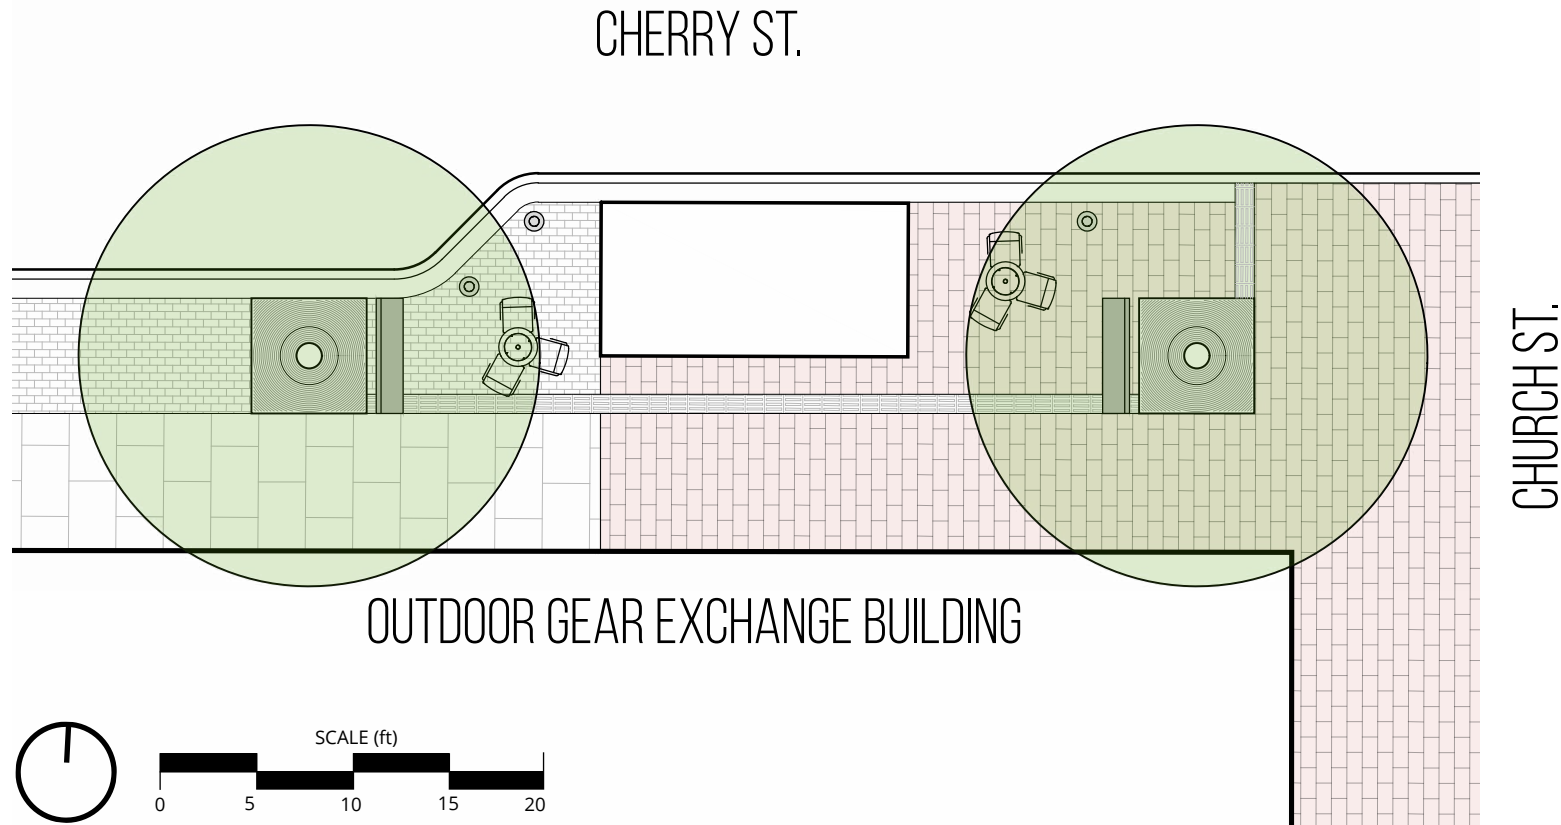 CHERRY ST.
CHURCH ST.
OUTDOOR GEAR EXCHANGE BUILDING
SCALE (ft)
0 5 10 15 20